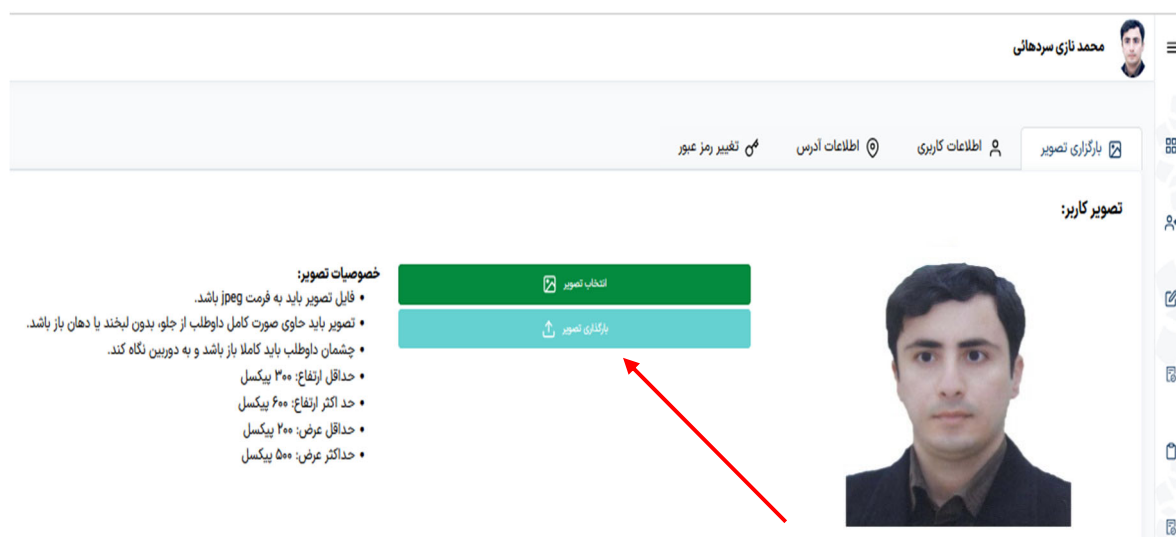 محمد نازی سردهائی
بارگزاری تصویر
اطلاعات کاربری
اطلاعات آدرس
تغییر رمز عبور
تصویر کاربر:
انتخاب تصویر
بارگذاری تصویر
خصوصیات تصویر:
• فایل تصویر باید به فرمت jpeg باشد.
• تصویر باید حاوی صورت کامل داوطلب از جلو، بدون لبخند یا دهان باز باشد.
• چشمان داوطلب باید کاملا باز باشد و به دوربین نگاه کند.
• حداقل ارتفاع: ۳۰۰ پیکسل
• حد اکثر ارتفاع: ۶۰۰ پیکسل
• حداقل عرض: ۲۰۰ پیکسل
• حداکثر عرض: ۵۰۰ پیکسل